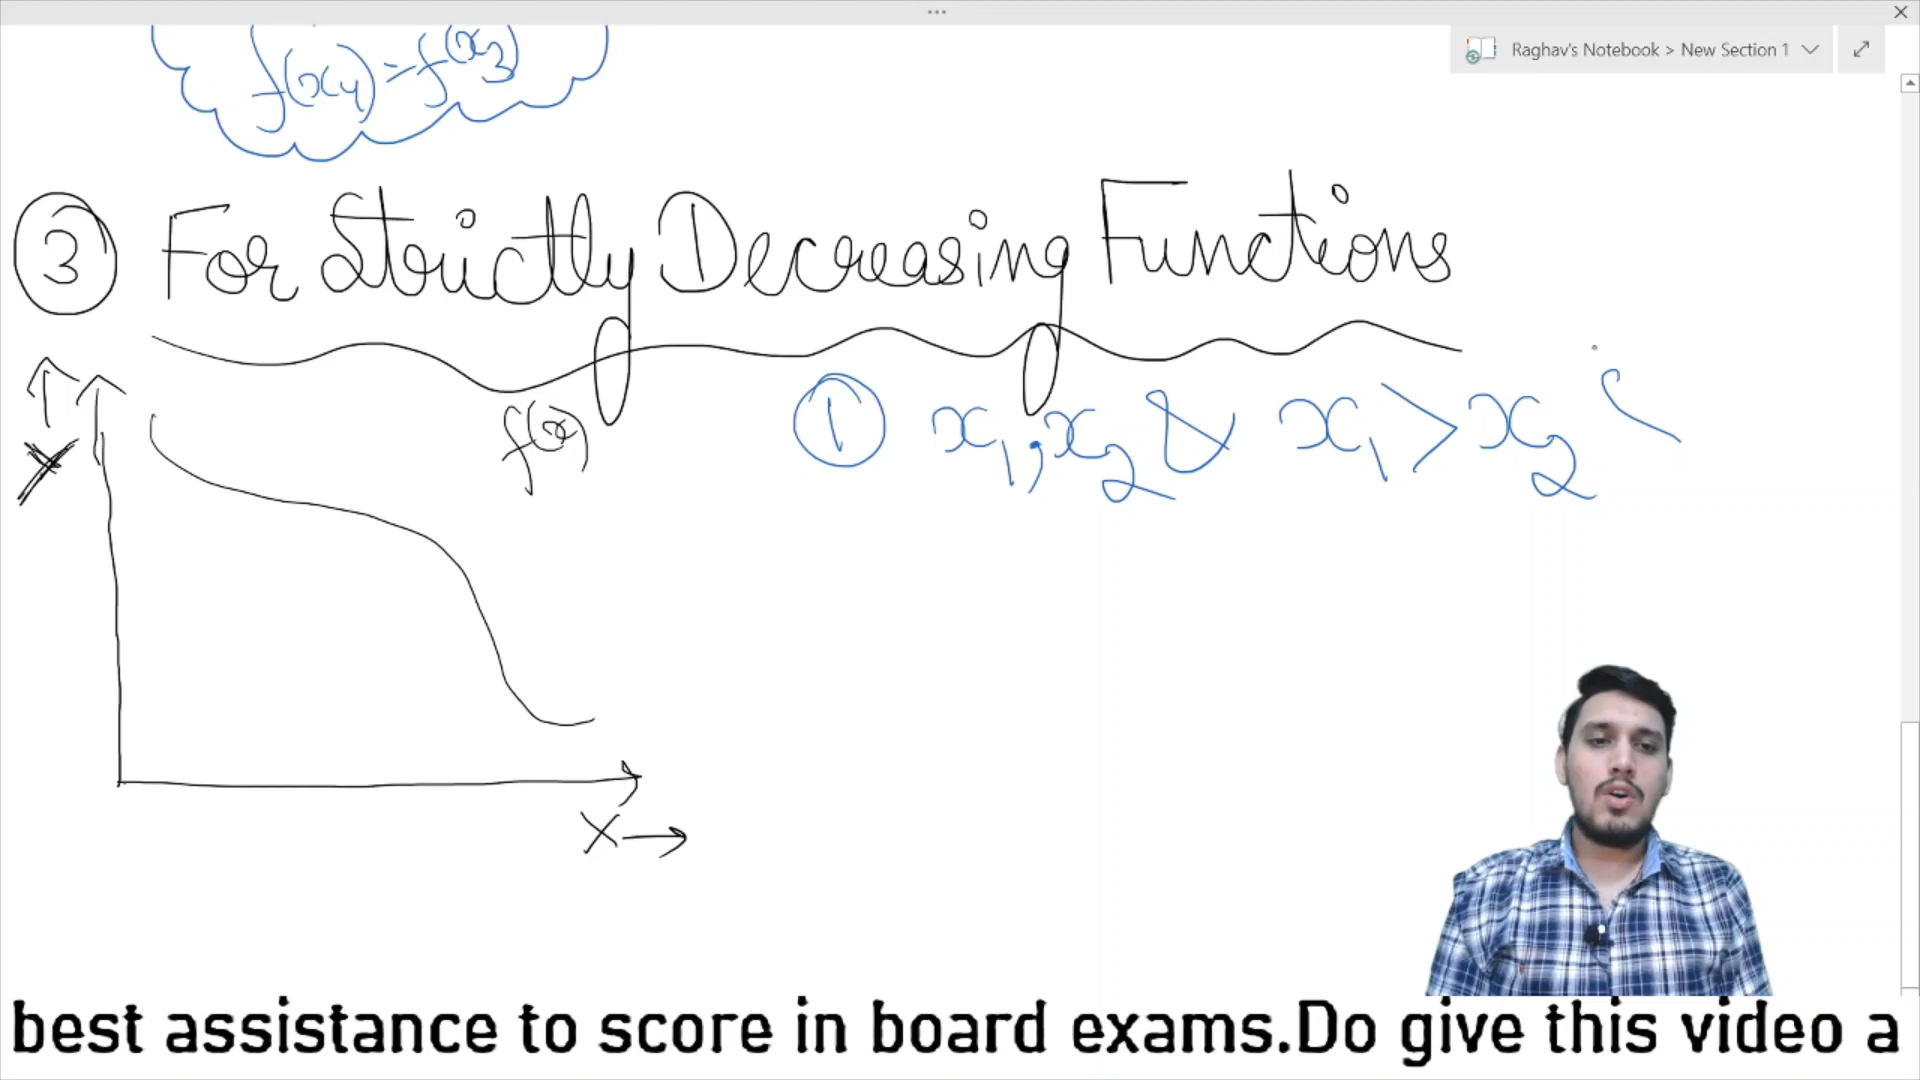 Raghav's Notebook > New Section 1
f(x4) = f(x3)
3 For Strictly Decreasing Functions
Y
f(x)
1 x1, x2 & x1 > x2
X →
best assistance to score in board exams.Do give this video a